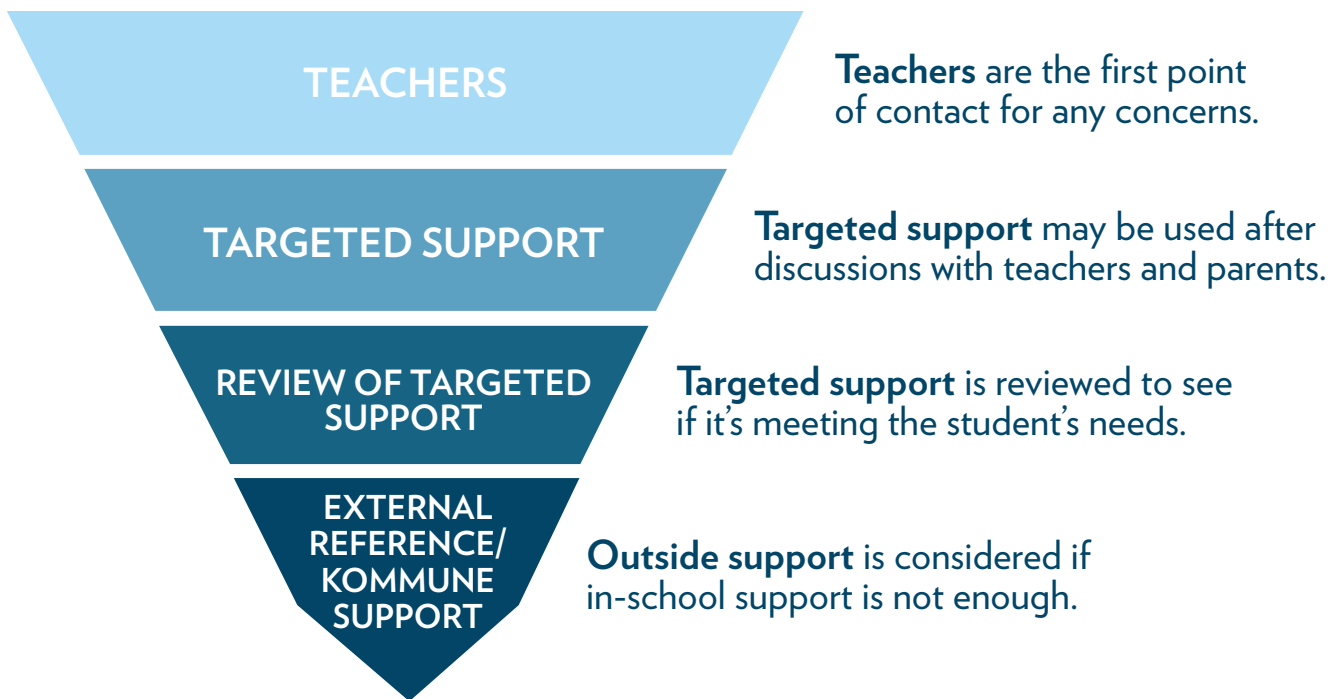 TEACHERS
Teachers are the first point
of contact for any concerns.
TARGETED SUPPORT
Targeted support may be used after
discussions with teachers and parents.
REVIEW OF TARGETED
SUPPORT
Targeted support is reviewed to see
if it’s meeting the student’s needs.
EXTERNAL
REFERENCE/
KOMMUNE
SUPPORT
Outside support is considered if
in-school support is not enough.